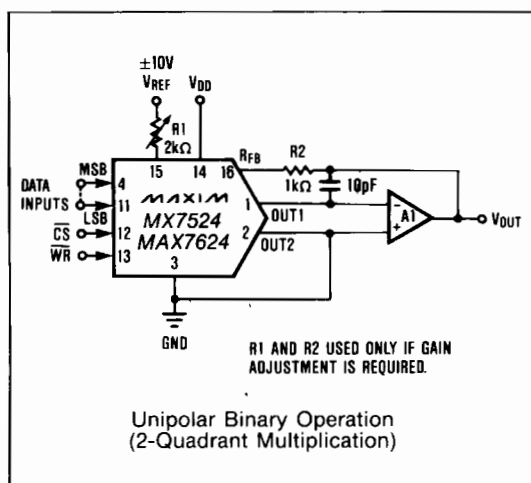 ±10V
VREF
VDD
R1
2kΩ
MSB
DATA
INPUTS
LSB
CS
WR
4
11
12
13
15
14
16
RFB
R2
1kΩ
10pF
MAXIM
MX7524
MAX7624
1
OUT1
2
OUT2
3
GND
-
+
A1
VOUT
R1 AND R2 USED ONLY IF GAIN
ADJUSTMENT IS REQUIRED.
Unipolar Binary Operation
(2-Quadrant Multiplication)